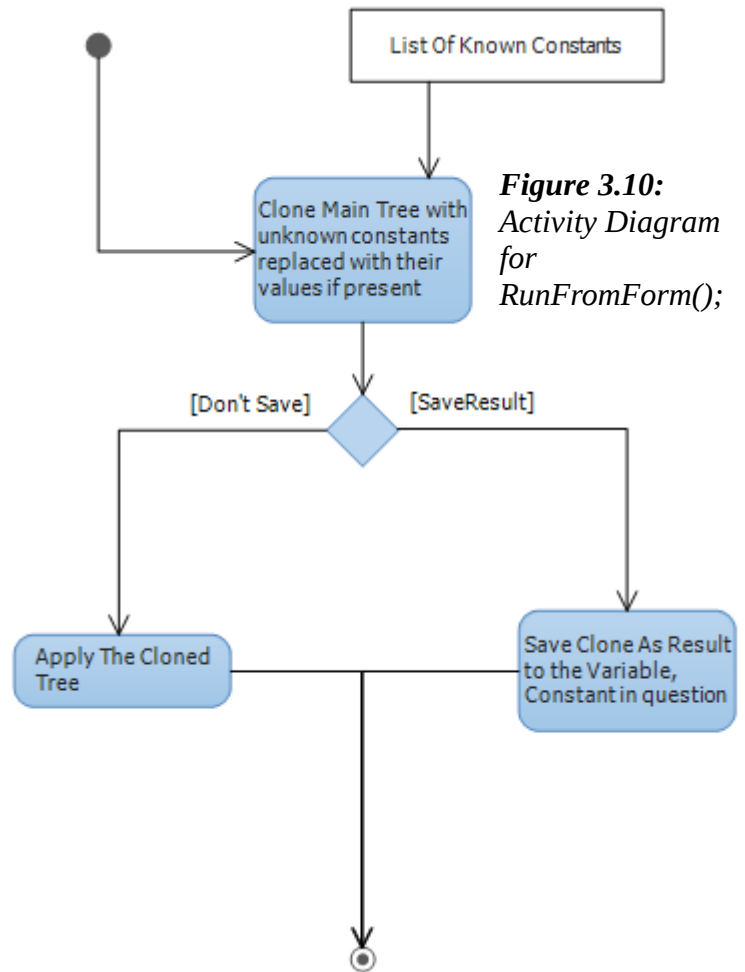 List Of Known Constants
Clone Main Tree with
unknown constants
replaced with their
values if present
Figure 3.10:
Activity Diagram
for
RunFromForm();
[Don't Save]
[SaveResult]
Apply The Cloned
Tree
Save Clone As Result
to the Variable,
Constant in question